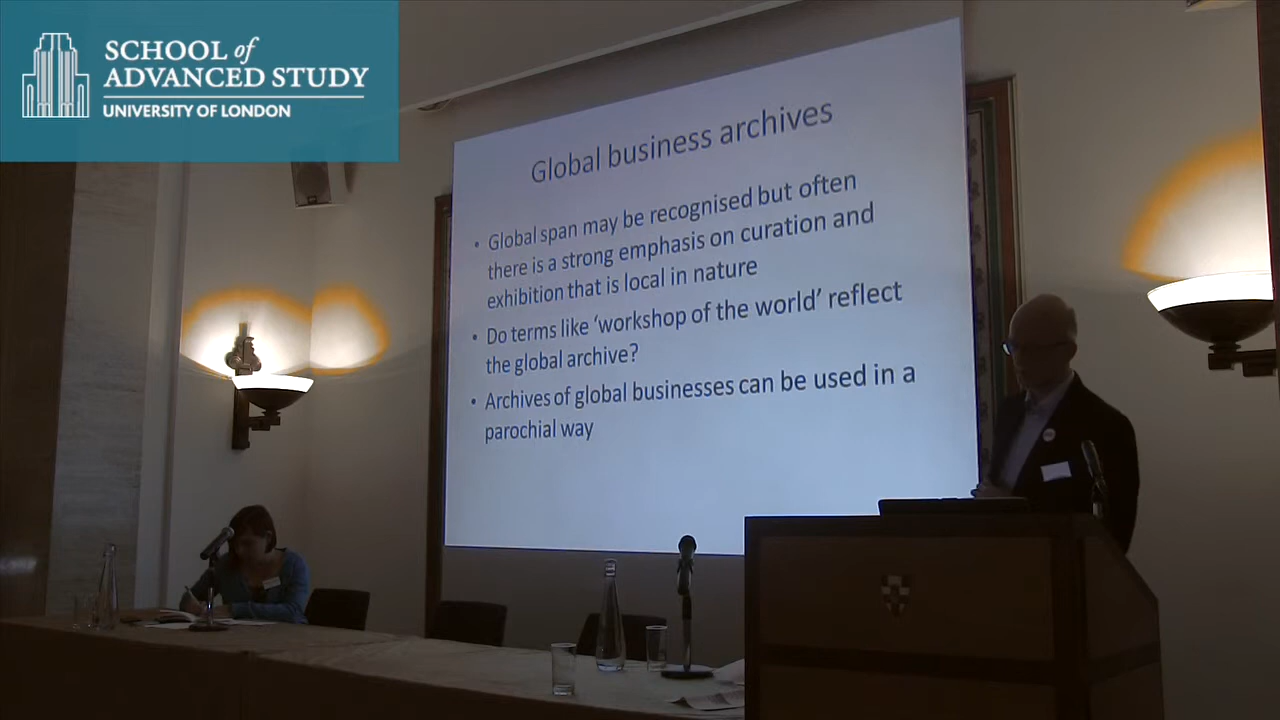 SCHOOL of
ADVANCED STUDY
UNIVERSITY OF LONDON
Global business archives
• Global span may be recognised but often
there is a strong emphasis on curation and
exhibition that is local in nature
• Do terms like ‘workshop of the world’ reflect
the global archive?
• Archives of global businesses can be used in a
parochial way